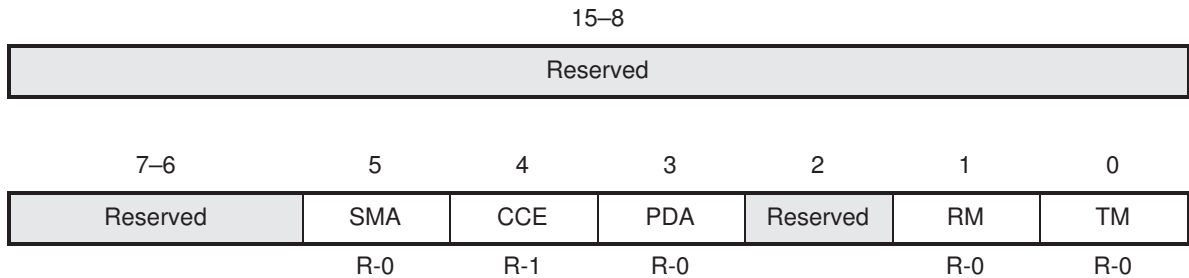 15–8
Reserved
7–6 5 4 3 2 1 0
Reserved SMA CCE PDA Reserved RM TM
R-0 R-1 R-0 R-0 R-0